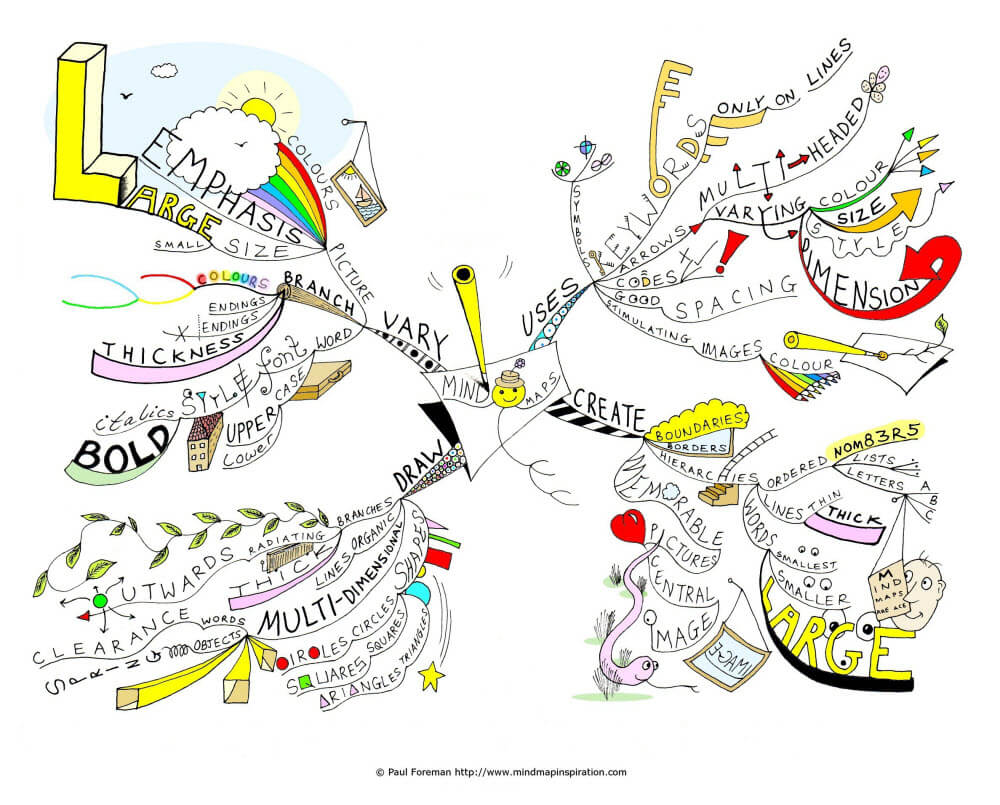 MIND MAPS
VARY
PICTURE
COLOURS
EMPHASIS
LARGE
SMALL SIZE
BRANCH
COLOURS
ENDINGS
ENDINGS
THICKNESS
WORD
font
STYLE
italics
BOLD
CASE
UPPER
Lower
USES
SYMBOLS
KEYWORDS
ONLY ON LINES
ARROWS
MULTI HEADED
VARYING
COLOUR
SIZE
STYLE
DIMENSION
CODES
GOOD SPACING
STIMULATING IMAGES
COLOUR
CREATE
BOUNDARIES
BORDERS
HIERARCHIES
ORDERED
NOM83R5
LISTS
LETTERS
A
B
C
LINES
THIN
THICK
WORDS
SMALLEST
SMALLER
LARGE
MIND
MAPS
ARE ACE
MEMORABLE
PICTURES
CENTRAL
IMAGE
IMAGE
DRAW
BRANCHES
RADIATING
OUTWARDS
ORGANIC
LINES
THICK
MULTI-DIMENSIONAL
WORDS
CLEARANCE
OBJECTS
SPRING
SHAPES
CIRCLES
CIRCLES
SQUARES
SQUARES
TRIANGLES
TRIANGLES
© Paul Foreman http://www.mindmapinspiration.com